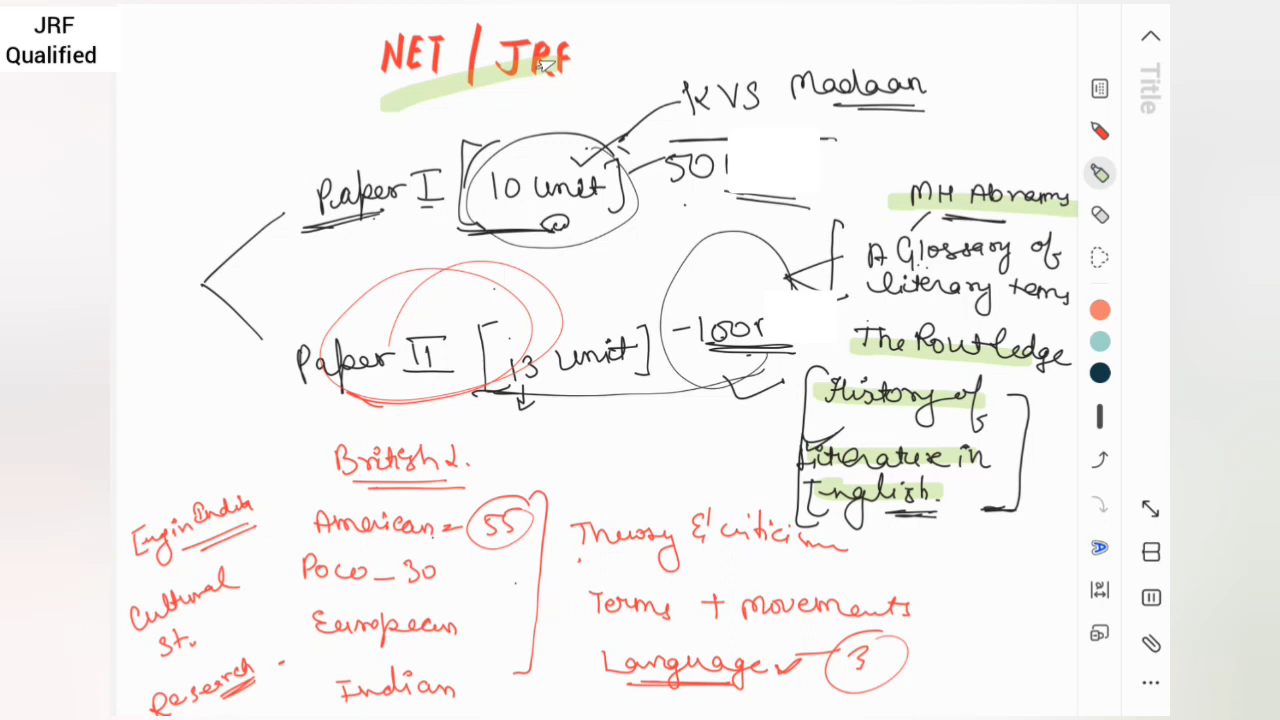 JRF
Qualified
NET / JRF
KVS Madaan
Paper I [10 unit]
50
MH Abrams
A Glossary of
literary terms
Paper II [13 unit] - 100
The Routledge
History of
Literature in
English.
British L.
American = 55
Poco - 30
European
Indian
Eng in India
Cultural
St.
Research
Theory & Criticism
Terms + Movements
Language 3
Title